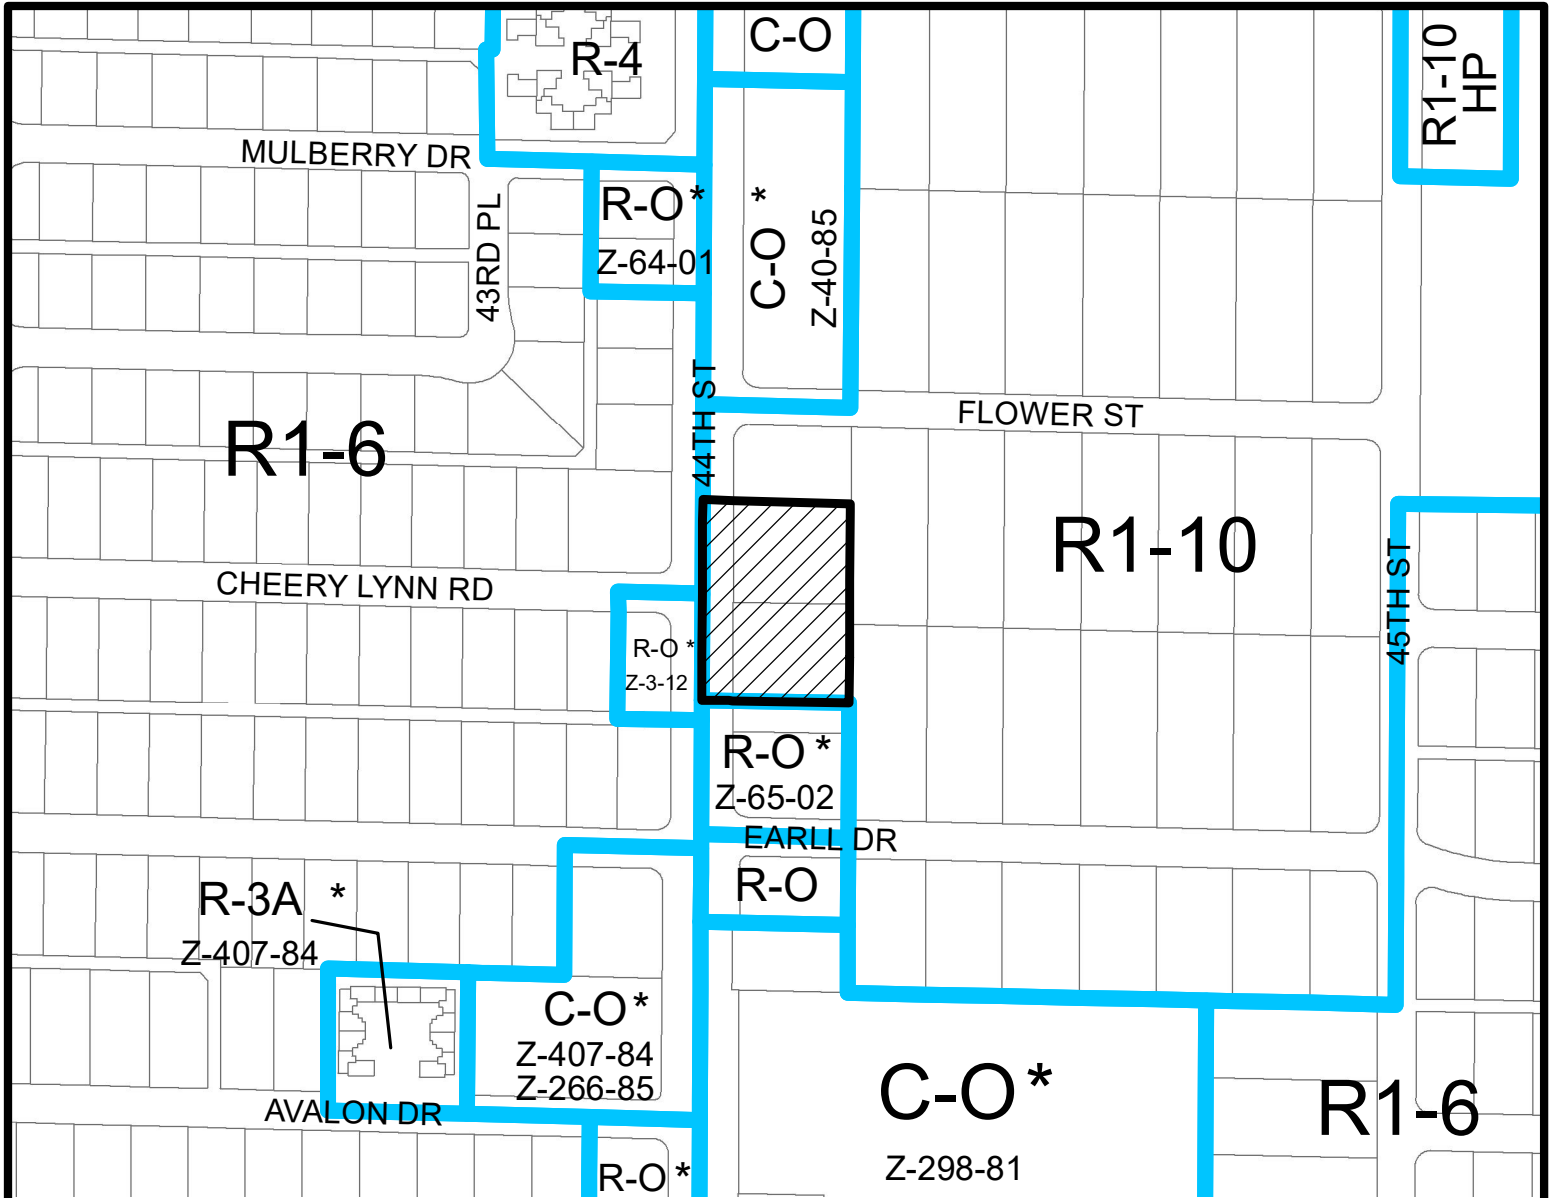 C-O
R-4
R1-10
HP
MULBERRY DR
R-O *
Z-64-01
C-O *
Z-40-85
43RD PL
44TH ST
FLOWER ST
R1-6
R1-10
CHEERY LYNN RD
45TH ST
R-O *
Z-3-12
R-O *
Z-65-02
EARLL DR
R-O
R-3A *
Z-407-84
C-O *
Z-407-84
Z-266-85
C-O *
Z-298-81
R1-6
AVALON DR
R-O *